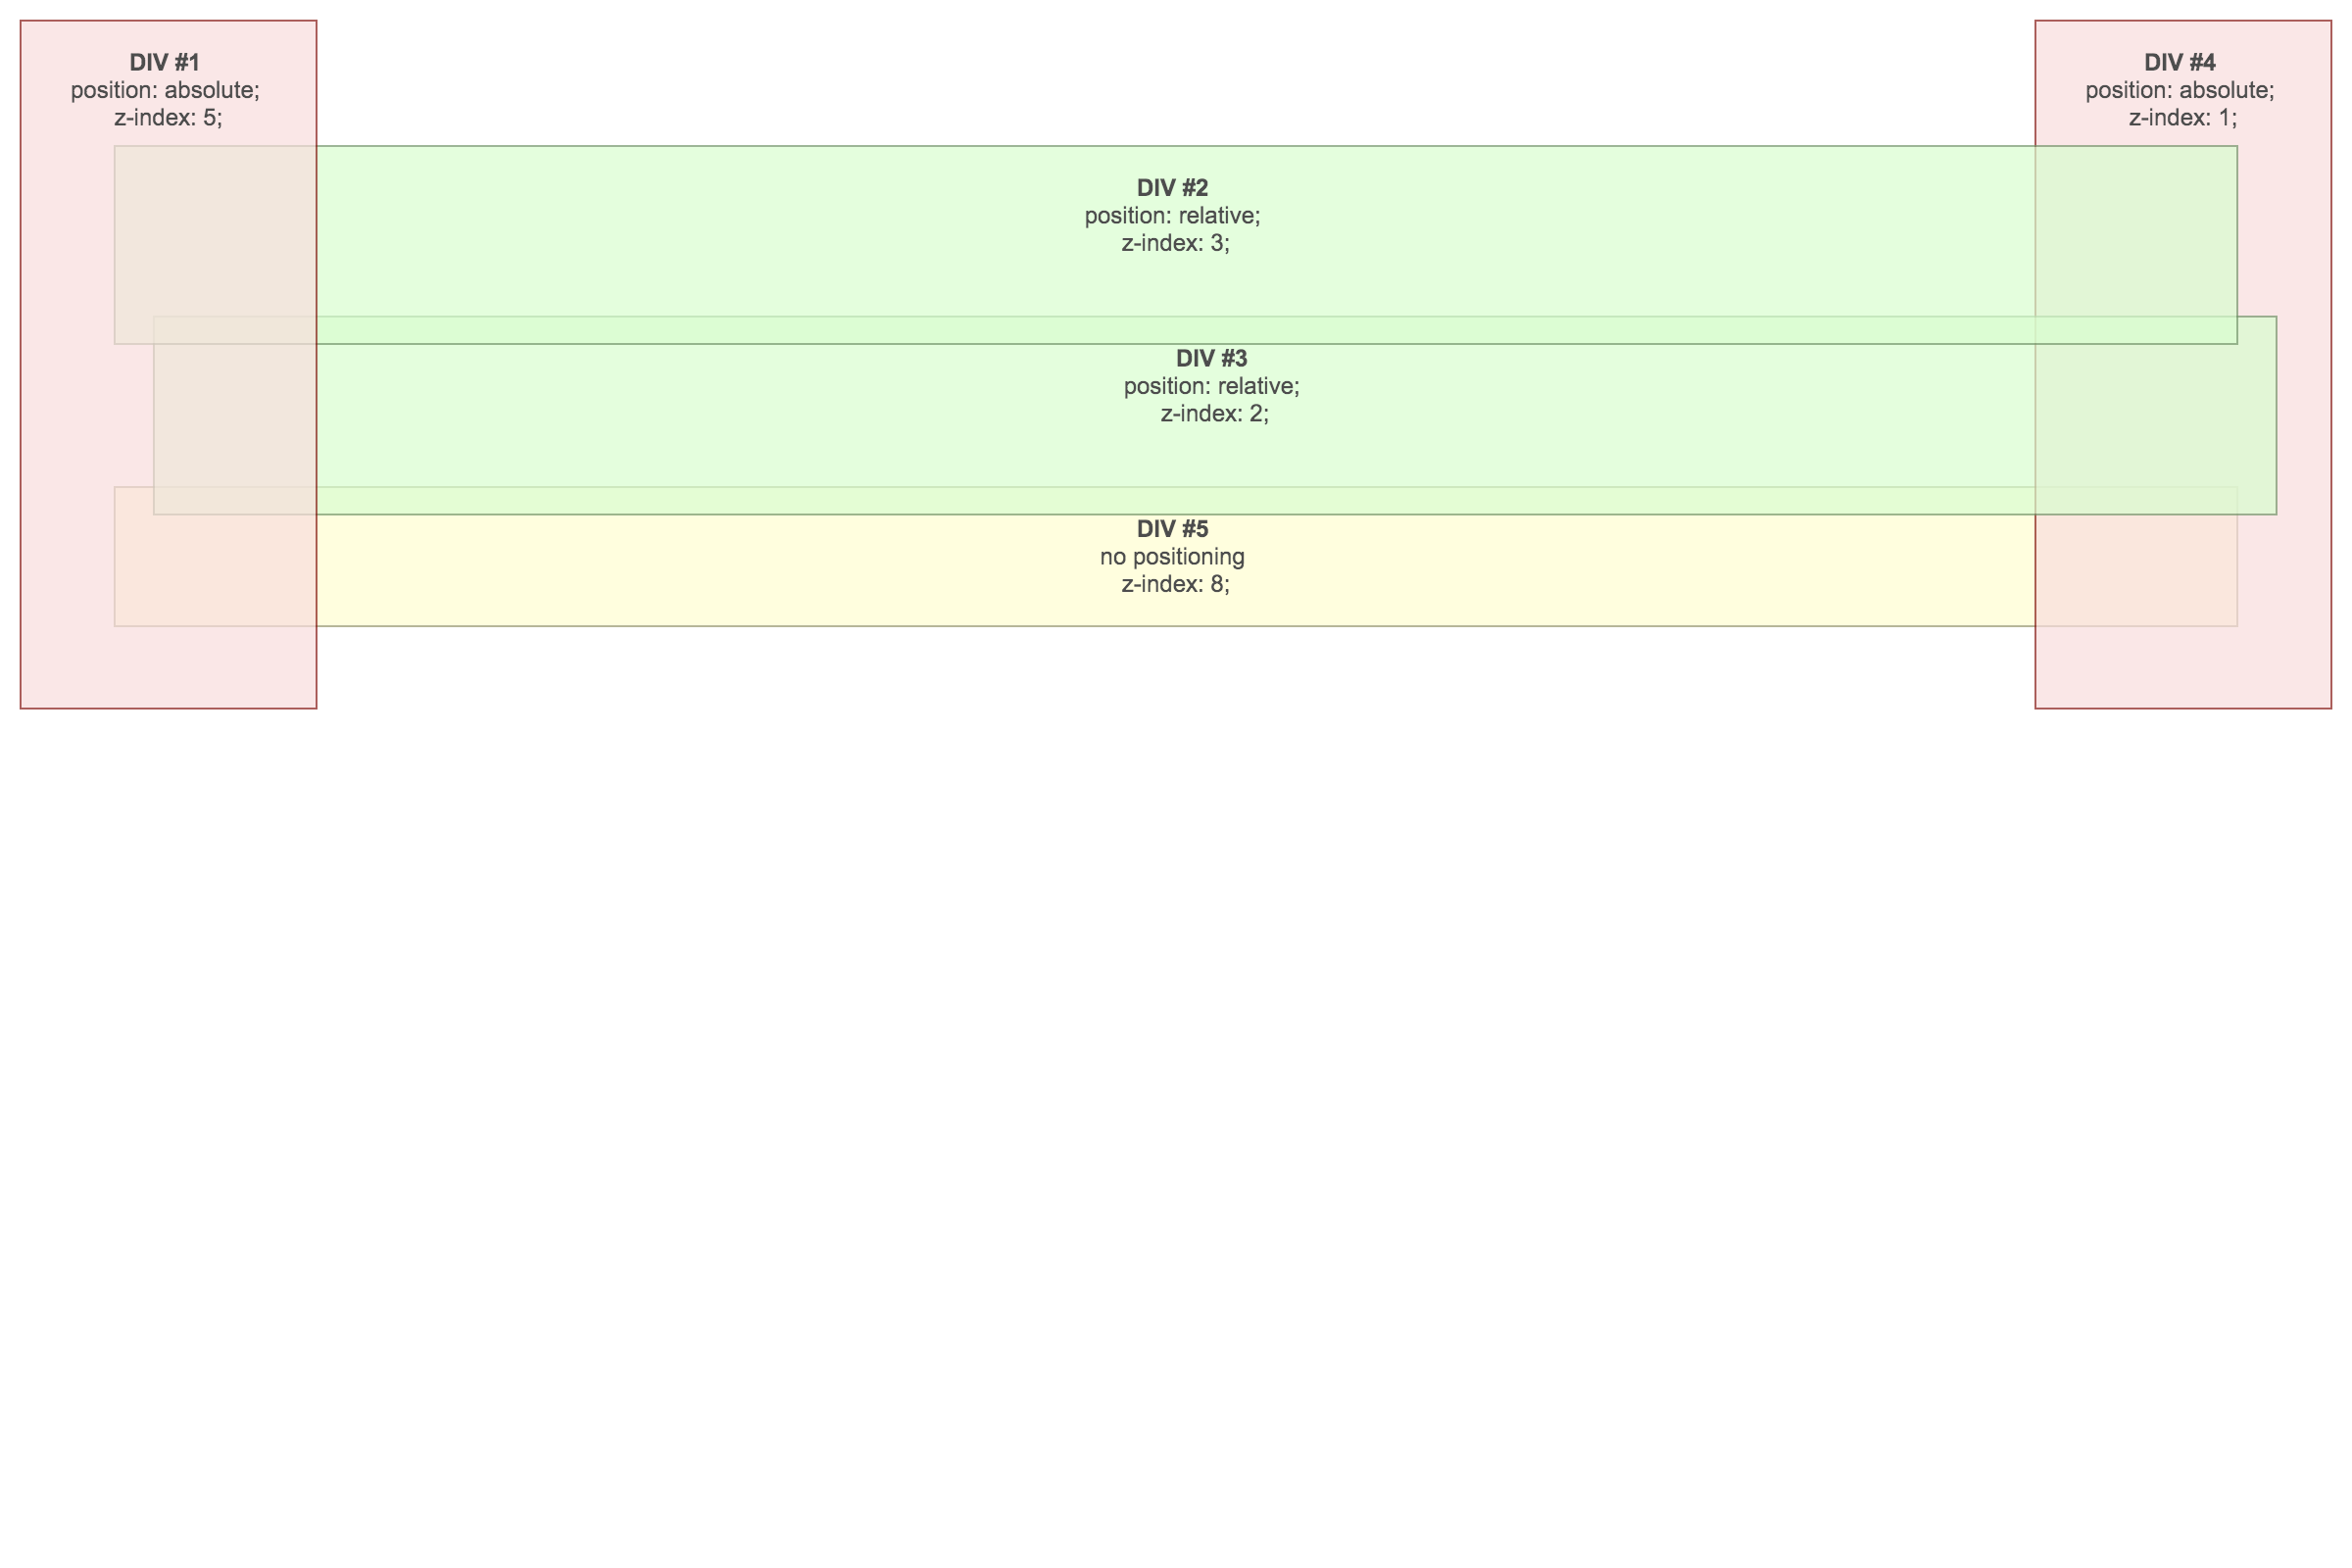 DIV #1
position: absolute;
z-index: 5;
DIV #4
position: absolute;
z-index: 1;
DIV #2
position: relative;
z-index: 3;
DIV #3
position: relative;
z-index: 2;
DIV #5
no positioning
z-index: 8;